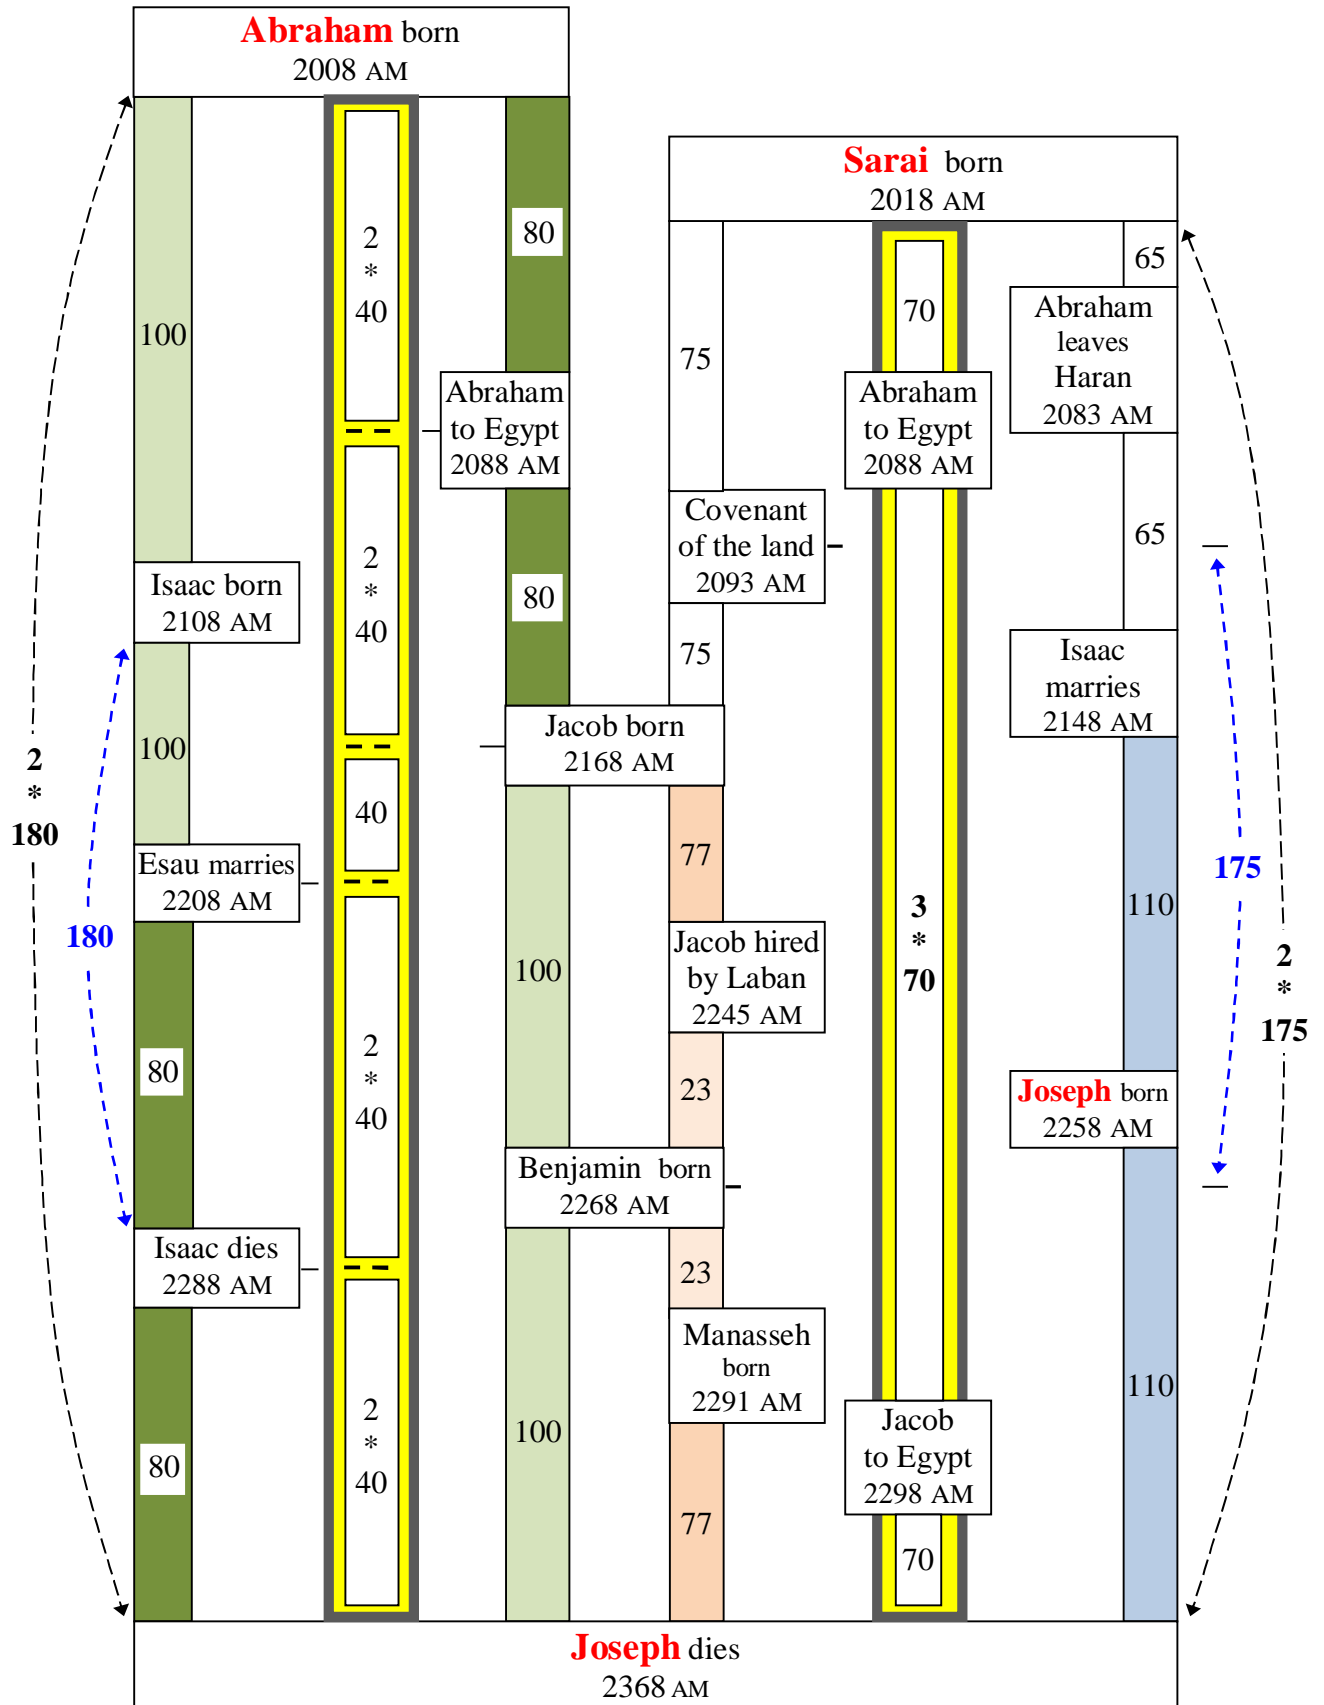 Abraham born
2008 AM
Sarai born
2018 AM
80
2
*
40
65
100
70
75
Abraham
leaves
Haran
2083 AM
Abraham
to Egypt
2088 AM
Abraham
to Egypt
2088 AM
Covenant
of the land
2093 AM
65
2
*
40
80
Isaac born
2108 AM
75
Isaac
marries
2148 AM
Jacob born
2168 AM
100
2
*
180
40
77
Esau marries
2208 AM
175
110
3
*
70
180
Jacob hired
by Laban
2245 AM
100
2
*
175
2
*
40
80
23
Joseph born
2258 AM
Benjamin born
2268 AM
Isaac dies
2288 AM
23
Manasseh
born
2291 AM
110
Jacob
to Egypt
2298 AM
2
*
40
100
80
77
70
Joseph dies
2368 AM